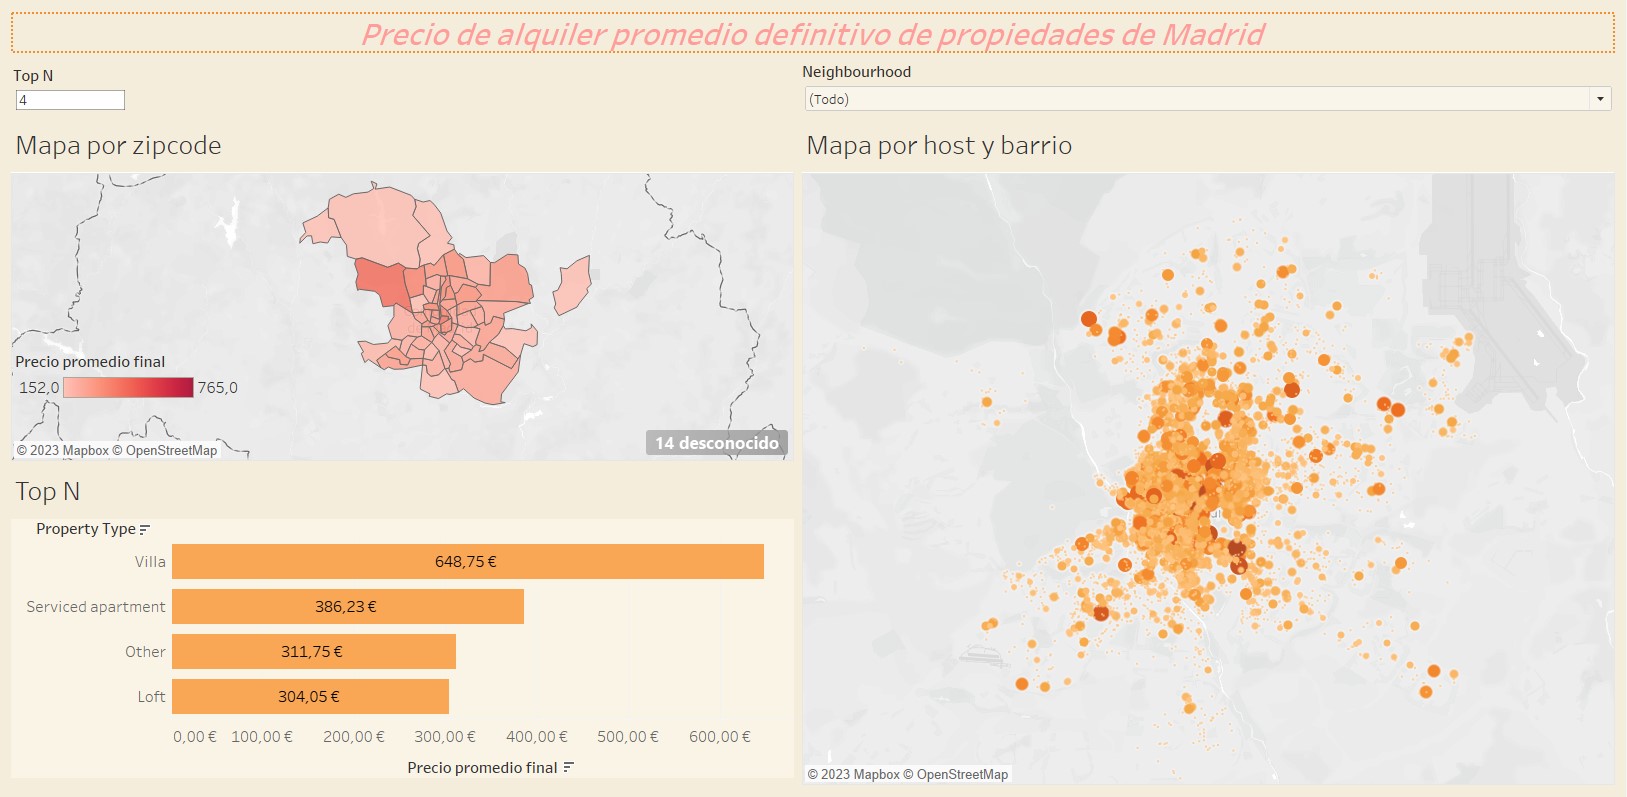 Precio de alquiler promedio definitivo de propiedades de Madrid
Top N
4
Neighbourhood
(Todo)
Mapa por zipcode
Precio promedio final
152,0 765,0
© 2023 Mapbox © OpenStreetMap
14 desconocido
Mapa por host y barrio
© 2023 Mapbox © OpenStreetMap
Top N
Property Type
Villa 648,75 €
Serviced apartment 386,23 €
Other 311,75 €
Loft 304,05 €
0,00 € 100,00 € 200,00 € 300,00 € 400,00 € 500,00 € 600,00 €
Precio promedio final